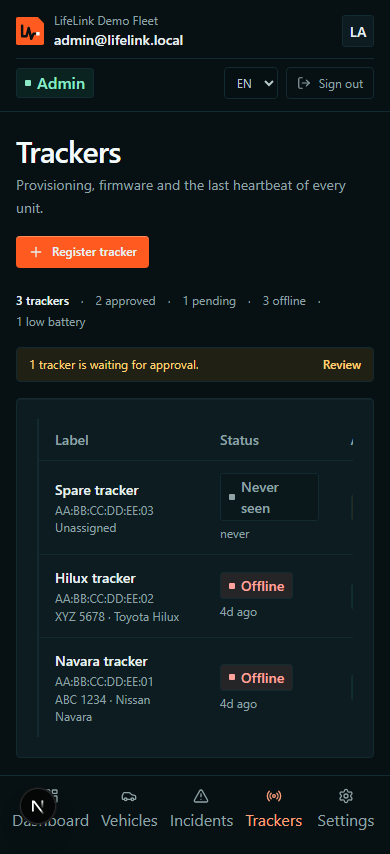 LifeLink Demo Fleet
admin@lifelink.local
LA
Admin
EN
Sign out
Trackers
Provisioning, firmware and the last heartbeat of every
unit.
+ Register tracker
3 trackers · 2 approved · 1 pending · 3 offline ·
1 low battery
1 tracker is waiting for approval.
Review
Label Status
Spare tracker
AA:BB:CC:DD:EE:03
Unassigned
Never
seen
never
Hilux tracker
AA:BB:CC:DD:EE:02
XYZ 5678 · Toyota Hilux
Offline
4d ago
Navara tracker
AA:BB:CC:DD:EE:01
ABC 1234 · Nissan
Navara
Offline
4d ago
N
Dashboard Vehicles Incidents Trackers Settings